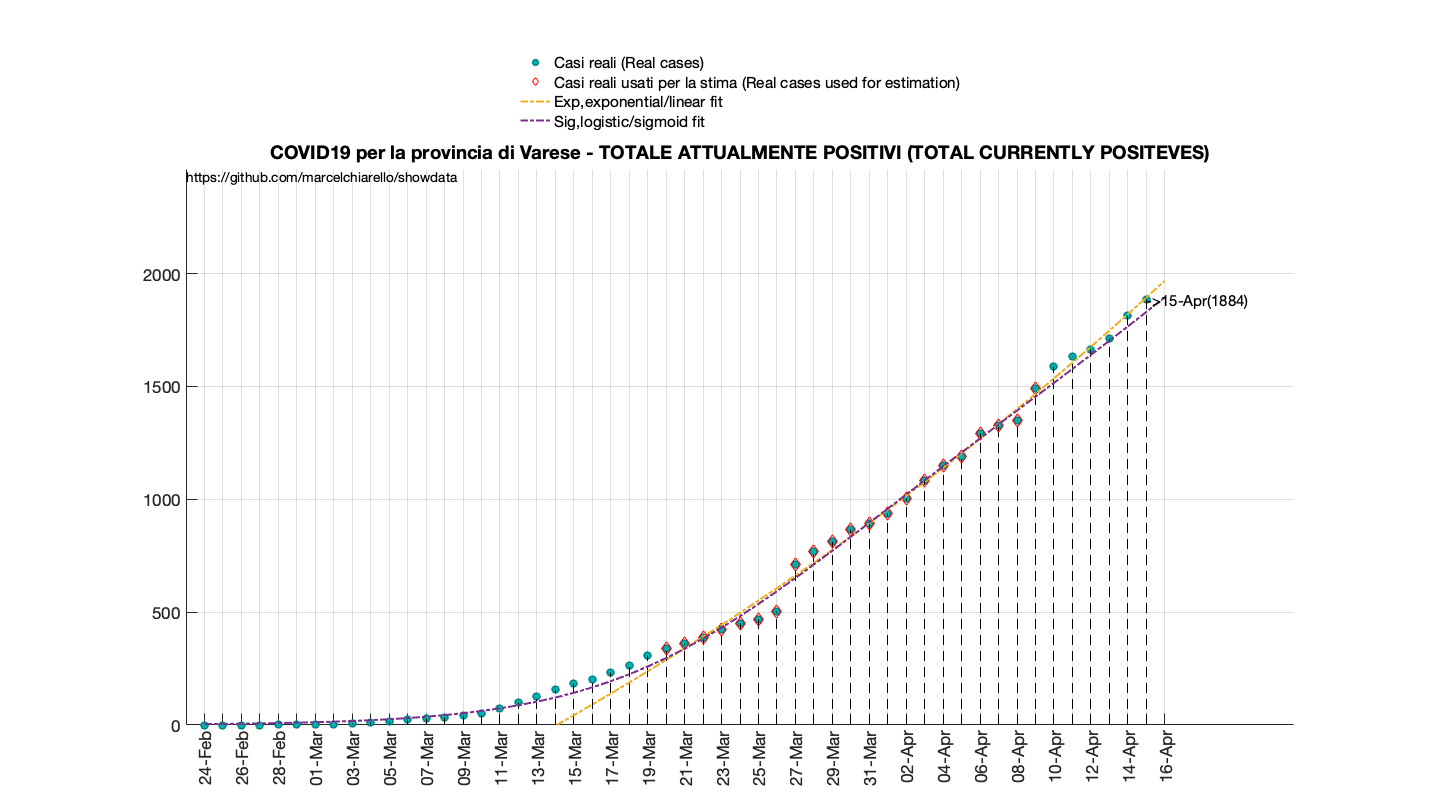 Casi reali (Real cases)
Casi reali usati per la stima (Real cases used for estimation)
Exp,exponential/linear fit
Sig,logistic/sigmoid fit
COVID19 per la provincia di Varese - TOTALE ATTUALMENTE POSITIVI (TOTAL CURRENTLY POSITEVES)
https://github.com/marcelchiarello/showdata
2000
->15-Apr(1884)
1500
1000
500
0
24-Feb
26-Feb
28-Feb
01-Mar
03-Mar
05-Mar
07-Mar
09-Mar
11-Mar
13-Mar
15-Mar
17-Mar
19-Mar
21-Mar
23-Mar
25-Mar
27-Mar
29-Mar
31-Mar
02-Apr
04-Apr
06-Apr
08-Apr
10-Apr
12-Apr
14-Apr
16-Apr